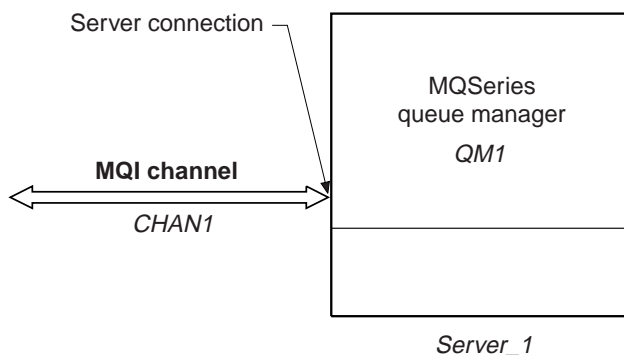 Server connection
MQSeries
queue manager
QM1
MQI channel
CHAN1
Server_1